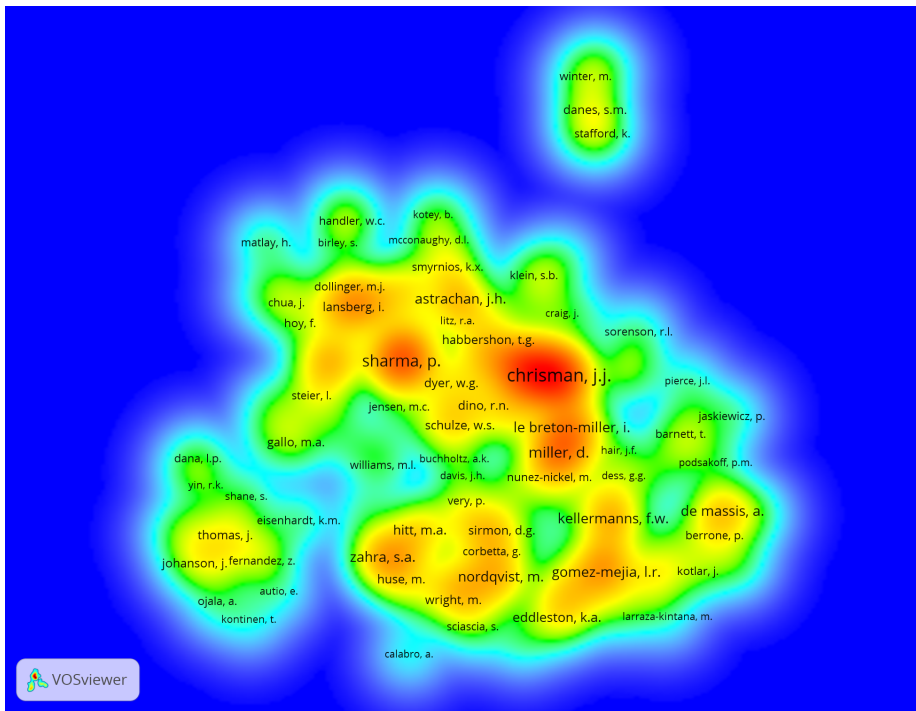 winter, m.
danes, s.m.
stafford, k.
kotey, b.
handler, w.c.
matlay, h.
birley, s.
mcconaughy, d.l.
smyrnios, k.x.
klein, s.b.
dollinger, m.j.
astrachan, j.h.
chua, j.
lansberg, i.
craig, j.
hoy, f.
litz, r.a.
sorenson, r.l.
habbershon, t.g.
sharma, p.
chrisman, j.j.
pierce, j.l.
dyer, w.g.
steier, l.
jensen, m.c.
dino, r.n.
jaskiewicz, p.
schulze, w.s.
le breton-miller, i.
barnett, t.
gallo, m.a.
hair, j.f.
miller, d.
dana, l.p.
buchholtz, a.k.
williams, m.l.
podsakoff, p.m.
davis, j.h.
nunez-nickel, m.
dess, g.g.
yin, r.k.
shane, s.
very, p.
de massis, a.
eisenhardt, k.m.
kellermanns, f.w.
hitt, m.a.
sirmon, d.g.
thomas, j.
berrone, p.
corbetta, g.
zahra, s.a.
johanson, j.
fernandez, z.
gomez-mejia, l.r.
kotlar, j.
nordqvist, m.
huse, m.
autio, e.
ojala, a.
wright, m.
kontinen, t.
eddleston, k.a.
larraza-kintana, m.
sciascia, s.
calabro, a.
VOSviewer